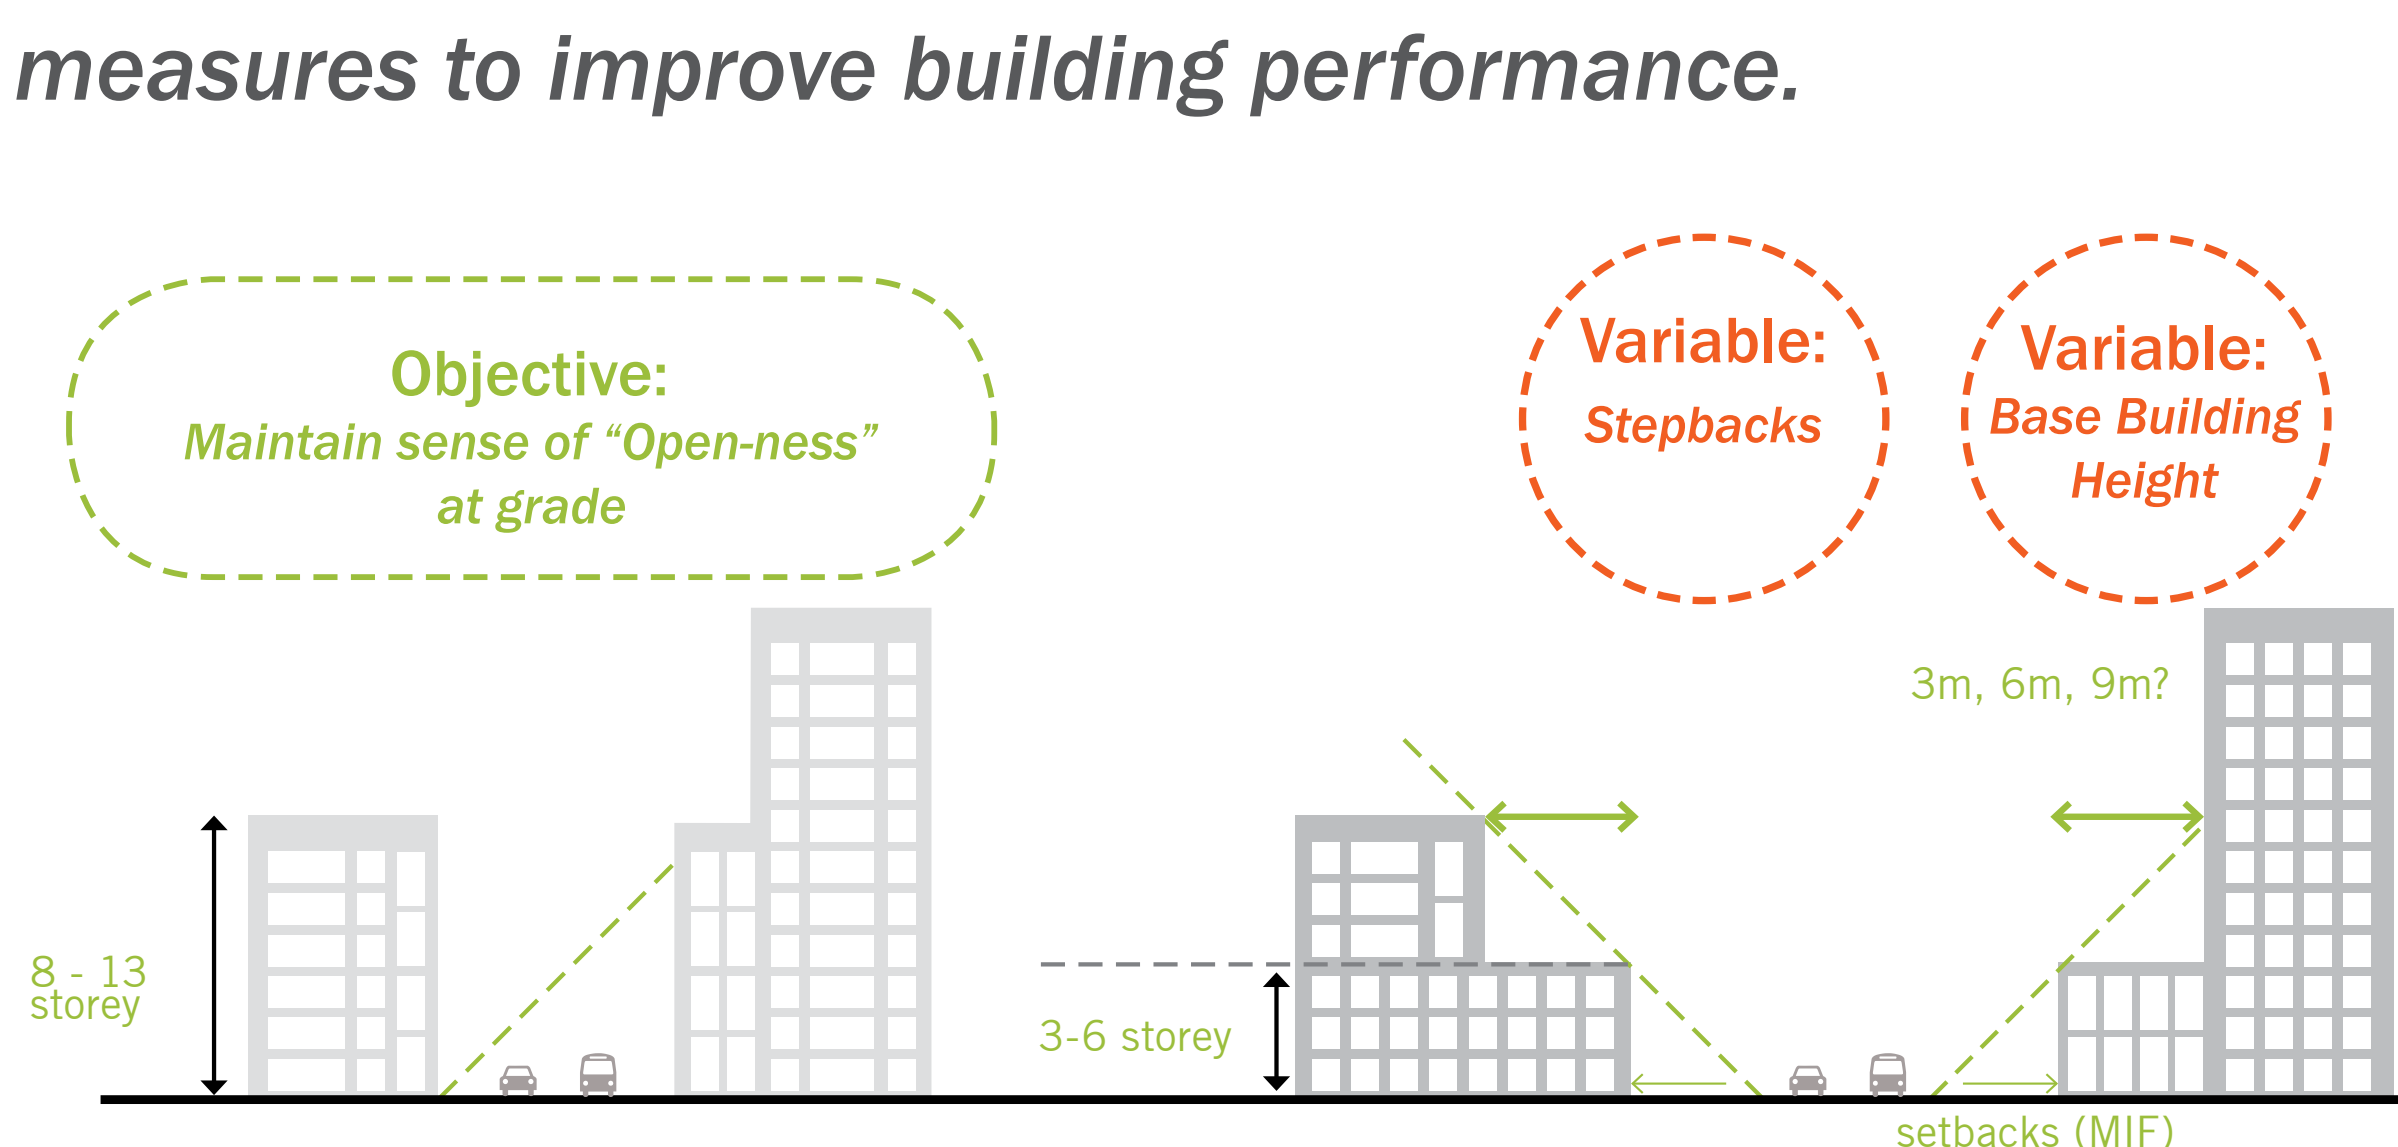 measures to improve building performance.
Objective:
Maintain sense of “Open-ness”
at grade
Variable:
Stepbacks
Variable:
Base Building
Height
3m, 6m, 9m?
8 - 13
storey
3-6 storey
setbacks (MIF)